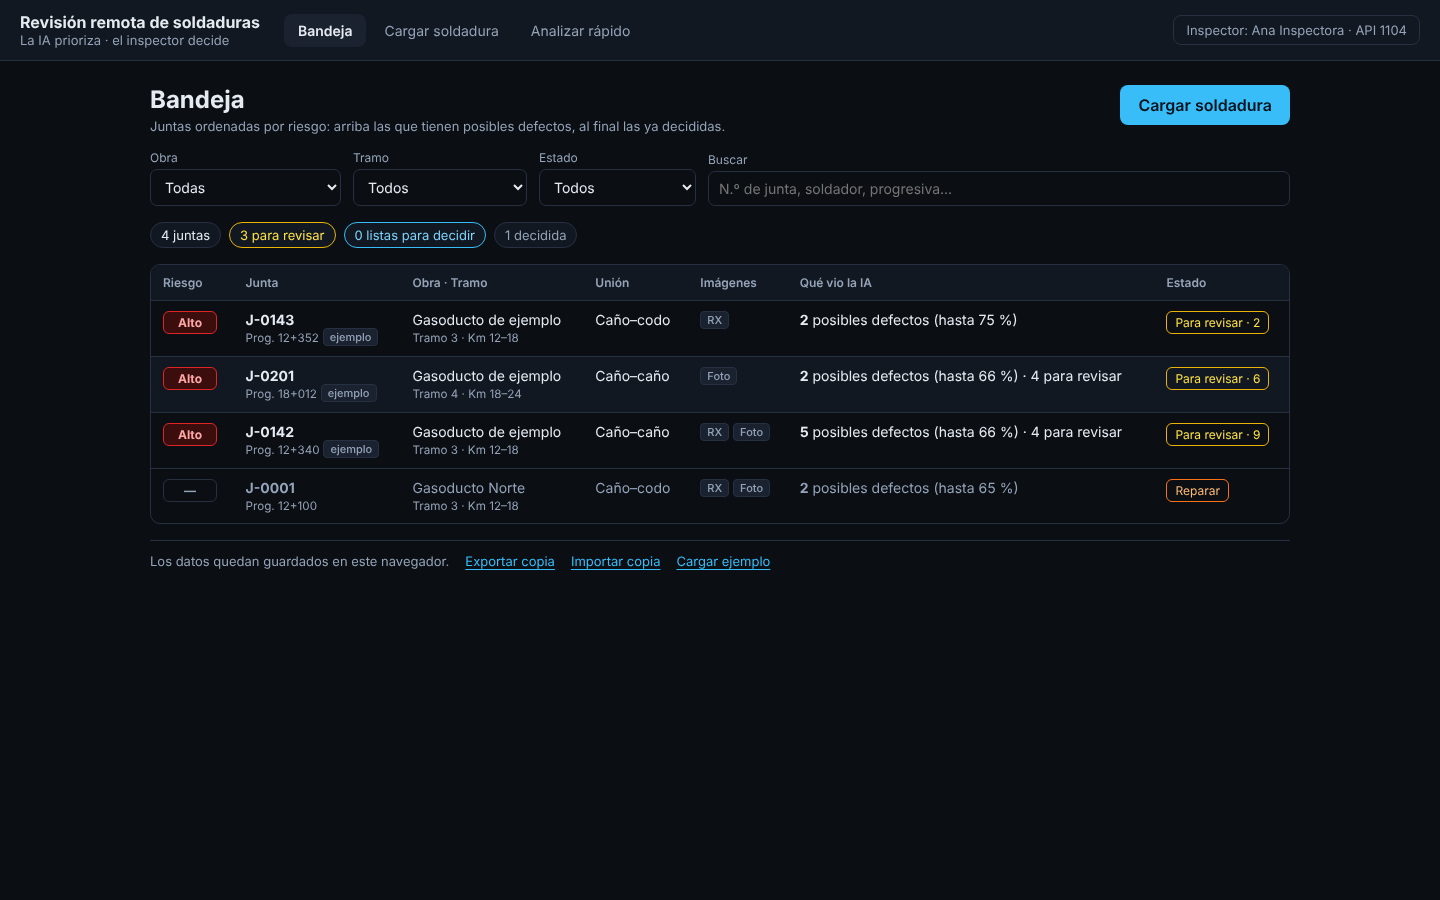 Revisión remota de soldaduras
La IA prioriza · el inspector decide
Bandeja
Cargar soldadura
Analizar rápido
Inspector: Ana Inspectora · API 1104
Bandeja
Juntas ordenadas por riesgo: arriba las que tienen posibles defectos, al final las ya decididas.
Cargar soldadura
Obra
Tramo
Estado
Buscar
Todas
Todos
Todos
N.º de junta, soldador, progresiva...
4 juntas
3 para revisar
0 listas para decidir
1 decidida
Riesgo Junta Obra · Tramo Unión Imágenes Qué vio la IA Estado
Alto J-0143 Gasoducto de ejemplo Caño–codo RX 2 posibles defectos (hasta 75 %) Para revisar · 2
Prog. 12+352 ejemplo Tramo 3 · Km 12–18
Alto J-0201 Gasoducto de ejemplo Caño–caño Foto 2 posibles defectos (hasta 66 %) · 4 para revisar Para revisar · 6
Prog. 18+012 ejemplo Tramo 4 · Km 18–24
Alto J-0142 Gasoducto de ejemplo Caño–caño RX Foto 5 posibles defectos (hasta 66 %) · 4 para revisar Para revisar · 9
Prog. 12+340 ejemplo Tramo 3 · Km 12–18
— J-0001 Gasoducto Norte Caño–codo RX Foto 2 posibles defectos (hasta 65 %) Reparar
Prog. 12+100 Tramo 3 · Km 12–18
Los datos quedan guardados en este navegador. Exportar copia Importar copia Cargar ejemplo